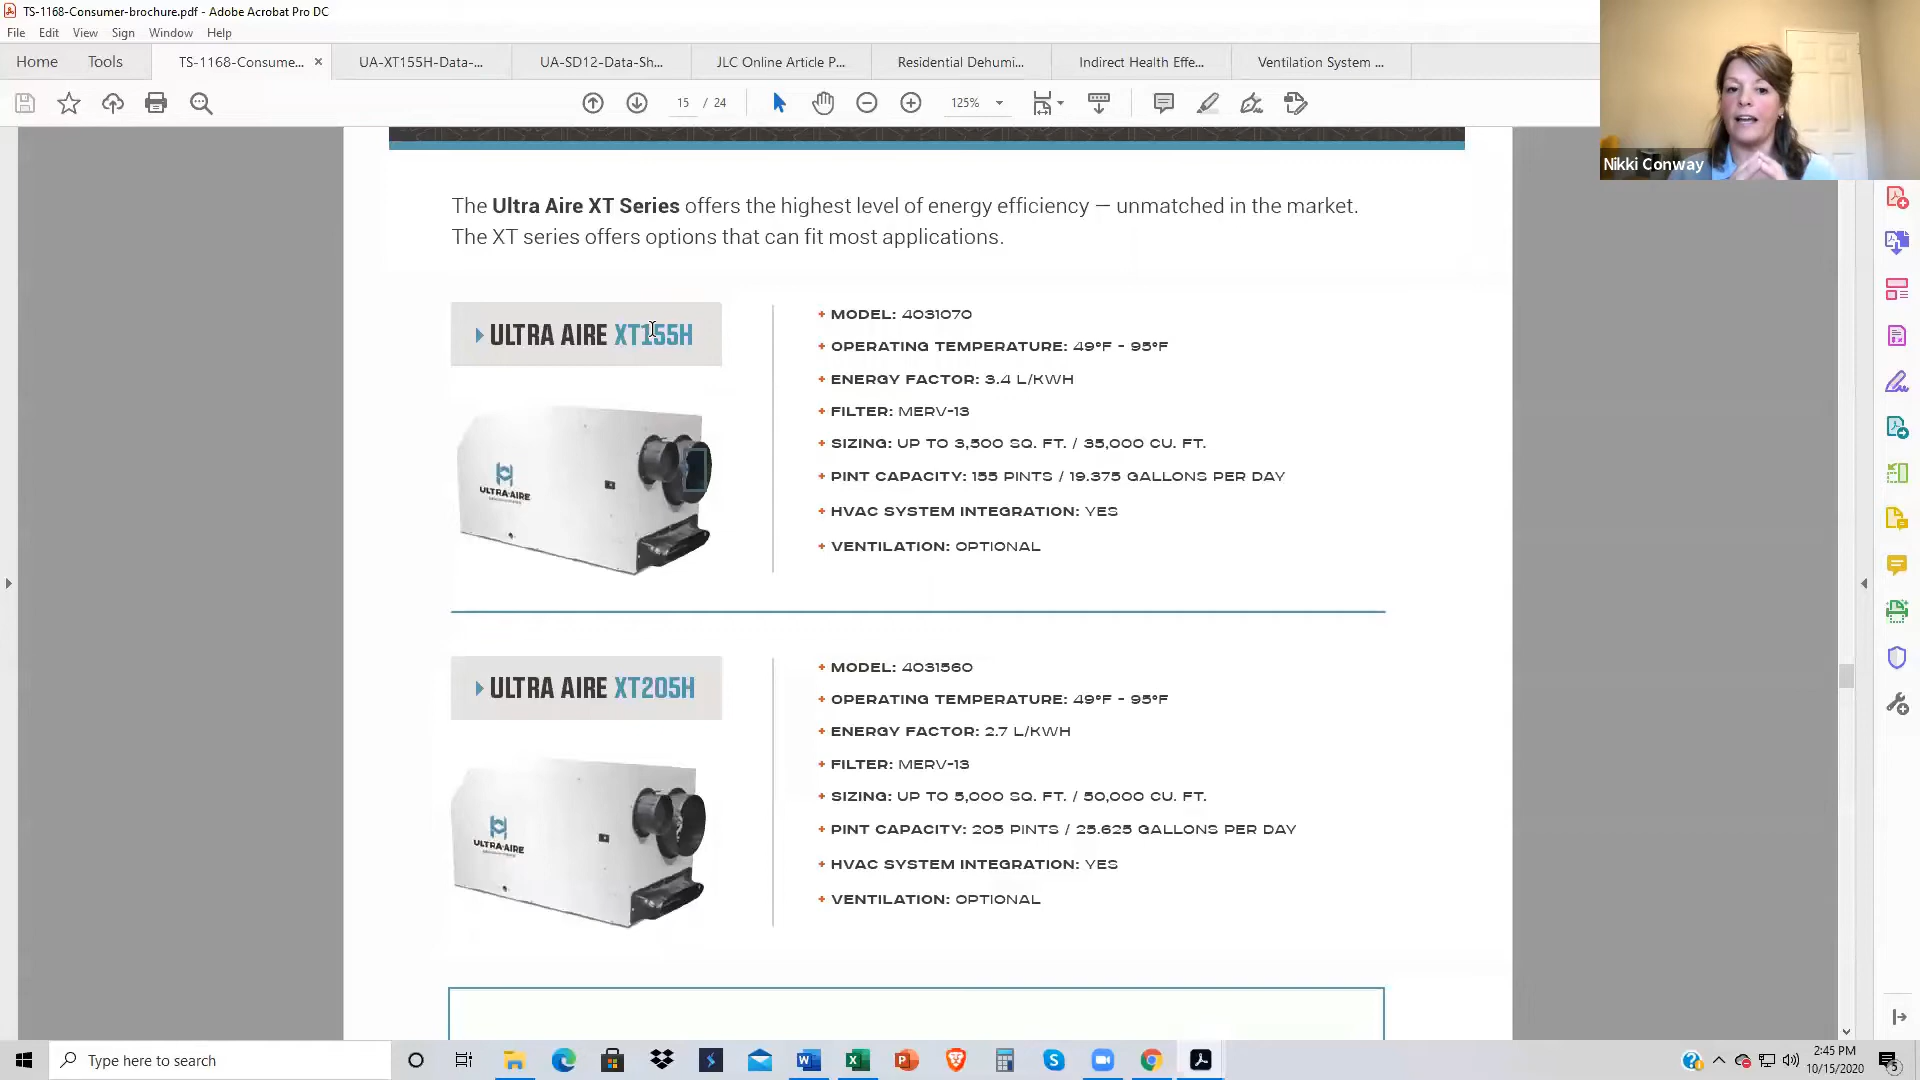 TS-1168-Consumer-brochure.pdf - Adobe Acrobat Pro DC
File Edit View Sign Window Help
Home Tools TS-1168-Consume... × UA-XT155H-Data-... UA-SD12-Data-Sh... JLC Online Article P... Residential Dehumi... Indirect Health Effe... Ventilation System ...
15 / 24 125%
Nikki Conway
The Ultra Aire XT Series offers the highest level of energy efficiency — unmatched in the market.
The XT series offers options that can fit most applications.
ULTRA AIRE XT155H
ULTRA-AIRE
+ MODEL: 4031070
+ OPERATING TEMPERATURE: 49°F - 95°F
+ ENERGY FACTOR: 3.4 L/KWH
+ FILTER: MERV-13
+ SIZING: UP TO 3,500 SQ. FT. / 35,000 CU. FT.
+ PINT CAPACITY: 155 PINTS / 19.375 GALLONS PER DAY
+ HVAC SYSTEM INTEGRATION: YES
+ VENTILATION: OPTIONAL
ULTRA AIRE XT205H
ULTRA-AIRE
+ MODEL: 4031560
+ OPERATING TEMPERATURE: 49°F - 95°F
+ ENERGY FACTOR: 2.7 L/KWH
+ FILTER: MERV-13
+ SIZING: UP TO 5,000 SQ. FT. / 50,000 CU. FT.
+ PINT CAPACITY: 205 PINTS / 25.625 GALLONS PER DAY
+ HVAC SYSTEM INTEGRATION: YES
+ VENTILATION: OPTIONAL
Type here to search
2:45 PM
10/15/2020
5